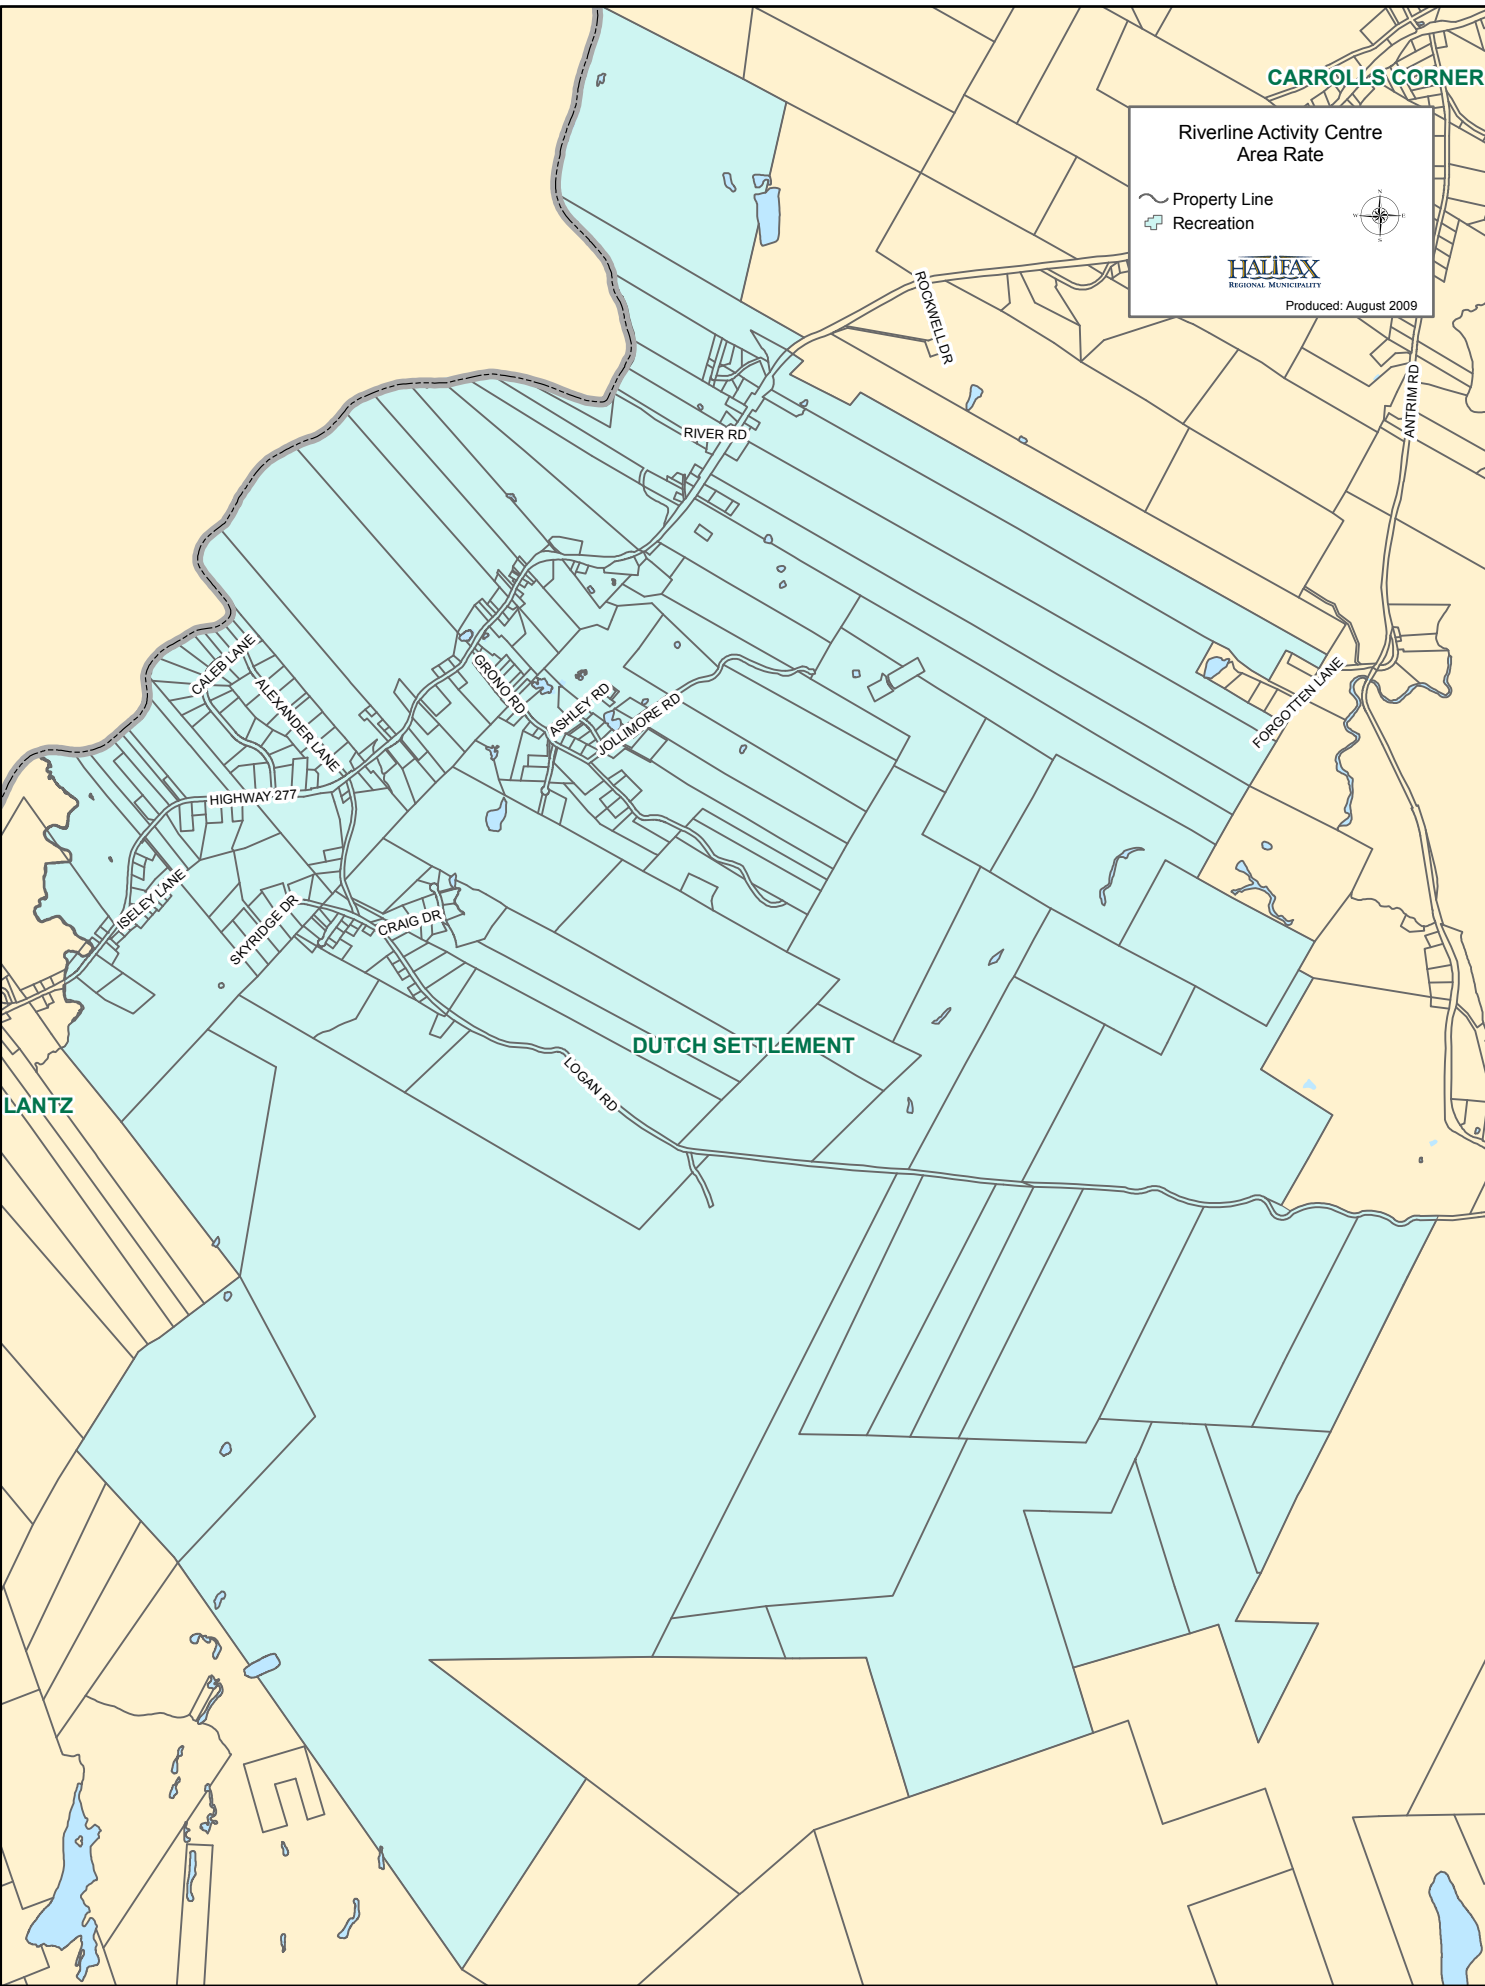 CARROLLS CORNER
Riverline Activity Centre
Area Rate
Property Line
Recreation
N
W
E
S
HALIFAX
REGIONAL MUNICIPALITY
Produced: August 2009
ROCKWELL DR
ANTRIM RD
RIVER RD
CALEB LANE
ALEXANDER LANE
GRONO RD
ASHLEY RD
JOLLIMORE RD
FORGOTTEN LANE
HIGHWAY 277
ISELEY LANE
SKYRIDGE DR
CRAIG DR
DUTCH SETTLEMENT
LOGAN RD
LANTZ